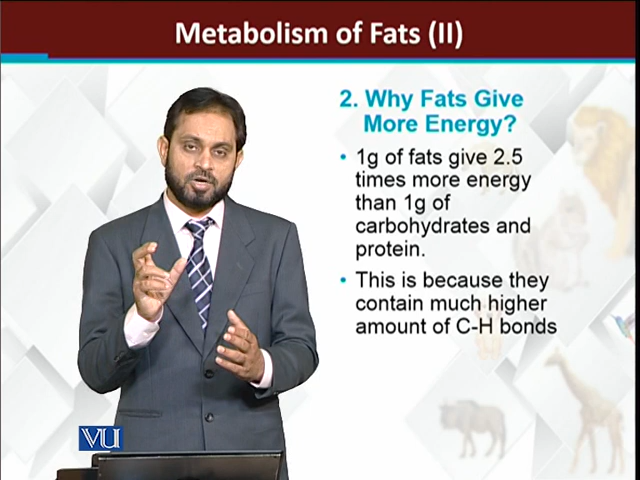 Metabolism of Fats (II)
2. Why Fats Give
More Energy?
• 1g of fats give 2.5
times more energy
than 1g of
carbohydrates and
protein.
• This is because they
contain much higher
amount of C-H bonds
VU